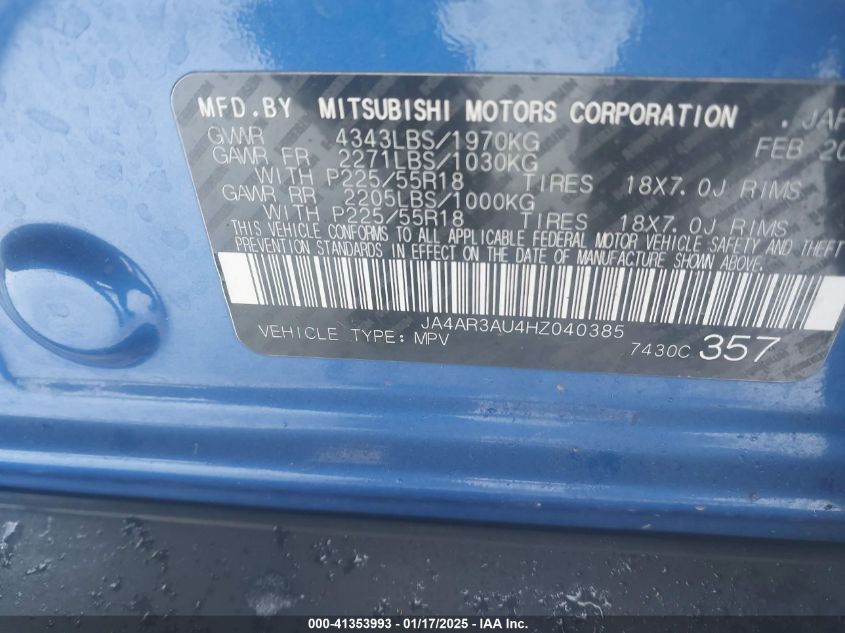 MFD.BY MITSUBISHI MOTORS CORPORATION
GVWR 4343LBS/1970KG FEB
GAWR FR 2271LBS/1030KG
WITH P225/55R18 TIRES 18X7.0J RIMS
GAWR RR 2205LBS/1000KG
WITH P225/55R18 TIRES 18X7.0J RIMS
THIS VEHICLE CONFORMS TO ALL APPLICABLE FEDERAL MOTOR VEHICLE SAFETY AND THEFT
PREVENTION STANDARDS IN EFFECT ON THE DATE OF MANUFACTURE SHOWN ABOVE.
JA4AR3AU4HZ040385
VEHICLE TYPE: MPV 7430C 357
000-41353993 - 01/17/2025 - IAAI.com